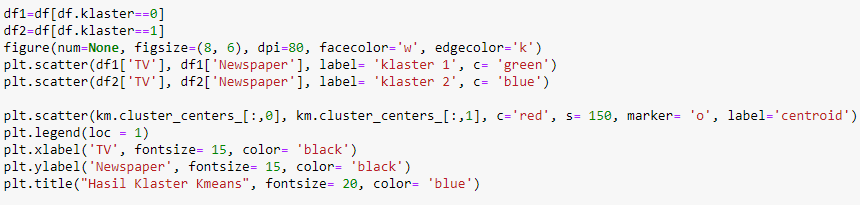 df1=df[df.klaster==0]
df2=df[df.klaster==1]
figure(num=None, figsize=(8, 6), dpi=80, facecolor='w', edgecolor='k')
plt.scatter(df1['TV'], df1['Newspaper'], label= 'klaster 1', c= 'green')
plt.scatter(df2['TV'], df2['Newspaper'], label= 'klaster 2', c= 'blue')
plt.scatter(km.cluster_centers_[:,0], km.cluster_centers_[:,1], c='red', s= 150, marker= 'o', label='centroid')
plt.legend(loc = 1)
plt.xlabel('TV', fontsize= 15, color= 'black')
plt.ylabel('Newspaper', fontsize= 15, color= 'black')
plt.title("Hasil Klaster Kmeans", fontsize= 20, color= 'blue')